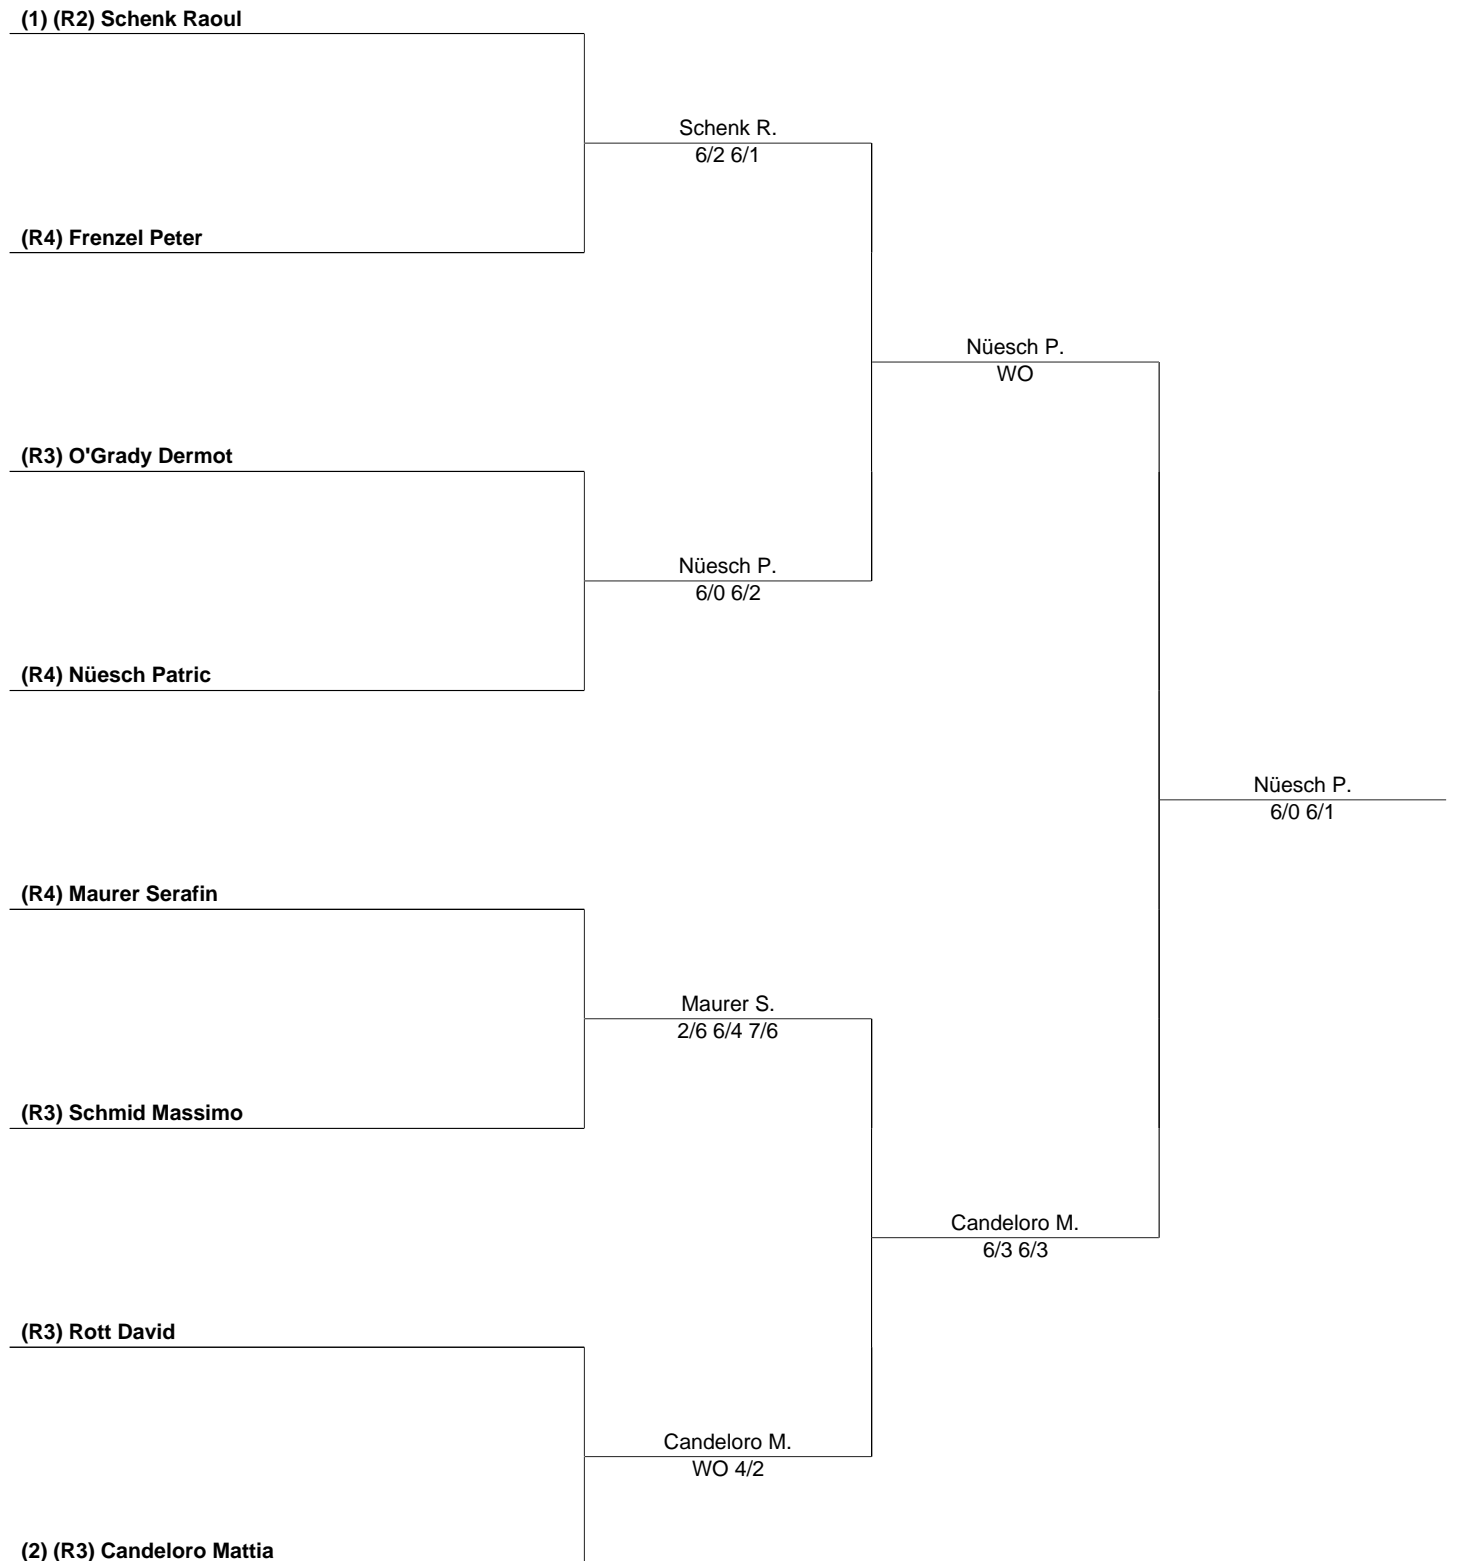 (1) (R2) Schenk Raoul
Schenk R.
6/2 6/1
(R4) Frenzel Peter
Nüesch P.
WO
(R3) O'Grady Dermot
Nüesch P.
6/0 6/2
(R4) Nüesch Patric
Nüesch P.
6/0 6/1
(R4) Maurer Serafin
Maurer S.
2/6 6/4 7/6
(R3) Schmid Massimo
Candeloro M.
6/3 6/3
(R3) Rott David
Candeloro M.
WO 4/2
(2) (R3) Candeloro Mattia